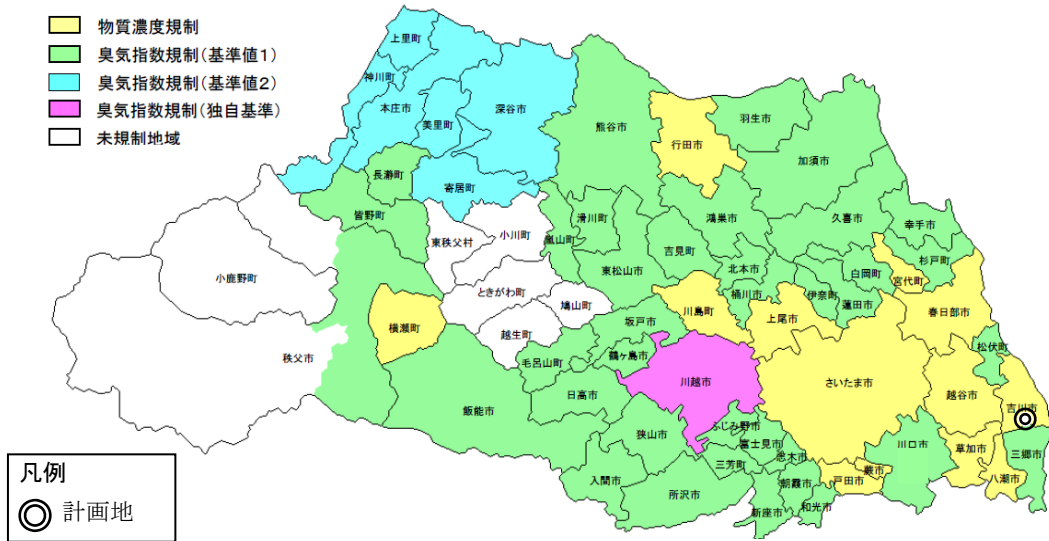 物質濃度規制
臭気指数規制(基準値1)
臭気指数規制(基準値2)
臭気指数規制(独自基準)
未規制地域
上里町
神川町
本庄市
美里町
深谷市
熊谷市
行田市
羽生市
加須市
長瀞町
寄居町
皆野町
東秩父村
小川町
嵐山町
滑川町
吉見町
鴻巣市
久喜市
幸手市
杉戸町
小鹿野町
東松山市
北本市
白岡町
宮代町
ときがわ町
鳩山町
桶川市
伊奈町
蓮田市
春日部市
横瀬町
越生町
坂戸市
川島町
上尾市
松伏町
秩父市
毛呂山町
鶴ヶ島市
川越市
さいたま市
越谷市
吉川市
飯能市
日高市
狭山市
ふじみ野市
富士見市
川口市
草加市
三郷市
入間市
三芳町
志木市
蕨市
戸田市
八潮市
所沢市
朝霞市
新座市
和光市
凡例
計画地